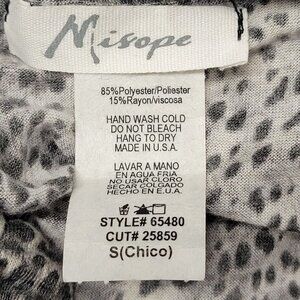 Misope
85%Polyester/Poliester
15%Rayon/viscosa
HAND WASH COLD
DO NOT BLEACH
HANG TO DRY
MADE IN U.S.A.
LAVAR A MANO
EN AGUA FRIA
NO USAR CLORO
SECAR COLGADO
HECHO EN E.U.A.
STYLE# 65480
CUT# 25859
S(Chico)